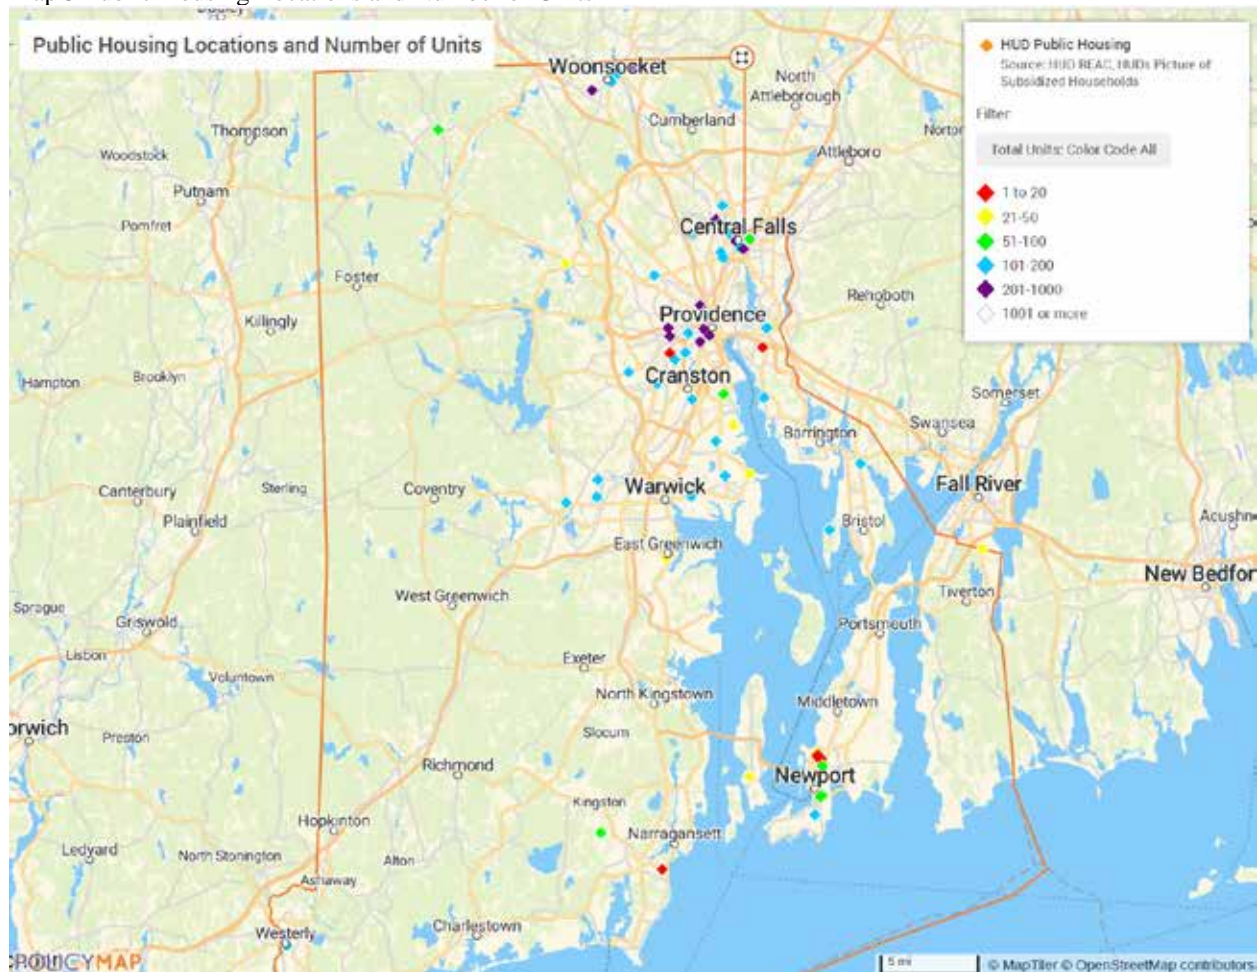 Public Housing Locations and Number of Units
HUD Public Housing
Source: HUD REAC, HUDs Picture of
Subsidized Households
Filter
Total Units: Color Code All
1 to 20
21-50
51-100
101-200
201-1000
1001 or more
Woonsocket
North
Attleborough
Cumberland
Norton
Thompson
Woodstock
Attleboro
Putnam
Pomfret
Central Falls
Foster
Rehoboth
Killingly
Providence
Hampton
Brooklyn
Cranston
Somerset
Swansea
Barrington
Canterbury
Sterling
Coventry
Warwick
Fall River
Plainfield
Bristol
Acushn
East Greenwich
New Bedfor
West Greenwich
Tiverton
Sprague
Griswold
Portsmouth
Lisbon
Exeter
Voluntown
North Kingstown
Middletown
orwich
Preston
Slocum
Richmond
Newport
Kingston
Hopkinton
Narragansett
Ledyard
North Stonington
Alton
Ashaway
Charlestown
Westerly
POLICYMAP
5 mi
© MapTiler © OpenStreetMap contributors